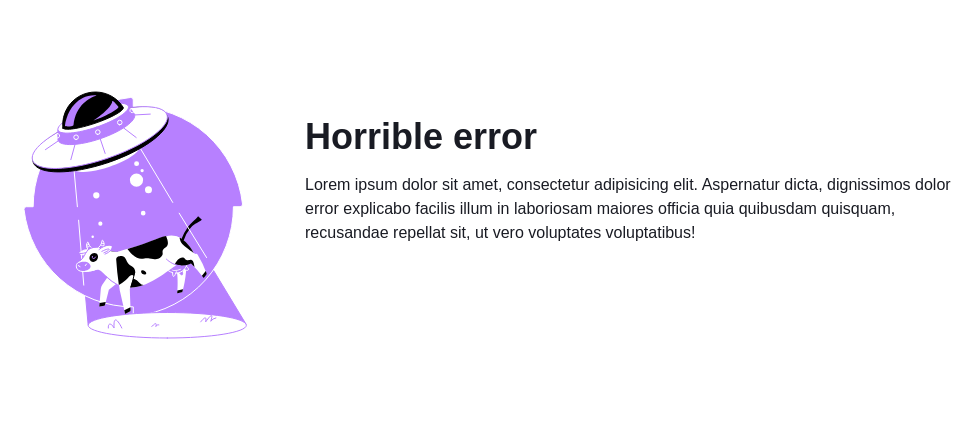 Horrible error
Lorem ipsum dolor sit amet, consectetur adipisicing elit. Aspernatur dicta, dignissimos dolor
error explicabo facilis illum in laboriosam maiores officia quia quibusdam quisquam,
recusandae repellat sit, ut vero voluptates voluptatibus!